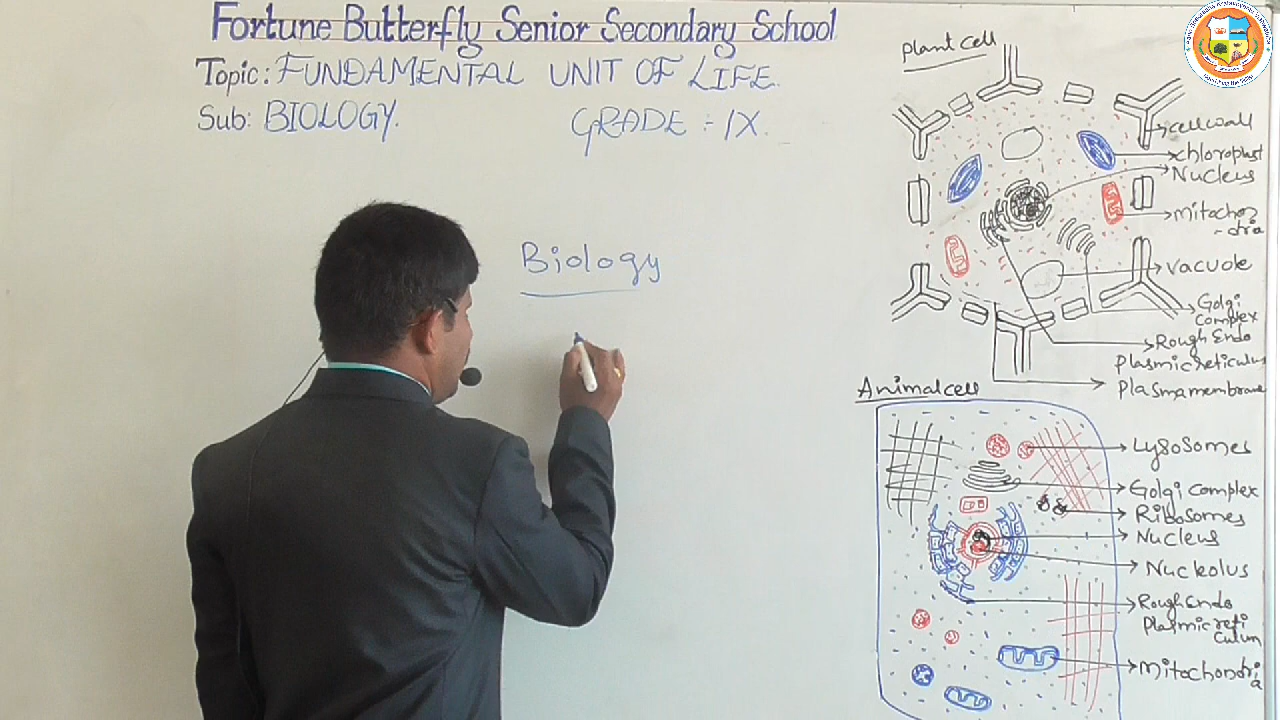 Fortune Butterfly Senior Secondary School
Topic: FUNDAMENTAL UNIT OF LIFE.
Sub: BIOLOGY.
GRADE :- IX.
Biology
plant cell
cellwall
chloroplast
Nucleus
mitochon
-dria
vacuole
Golgi
complex
Rough Endo
plasmic reticulus
plasmamembrane
Animalcell
Lysosomes
Golgi complex
Ribosomes
Nucleus
Nucleolus
Rough Endo
plasmic reti
culum
mitochondria